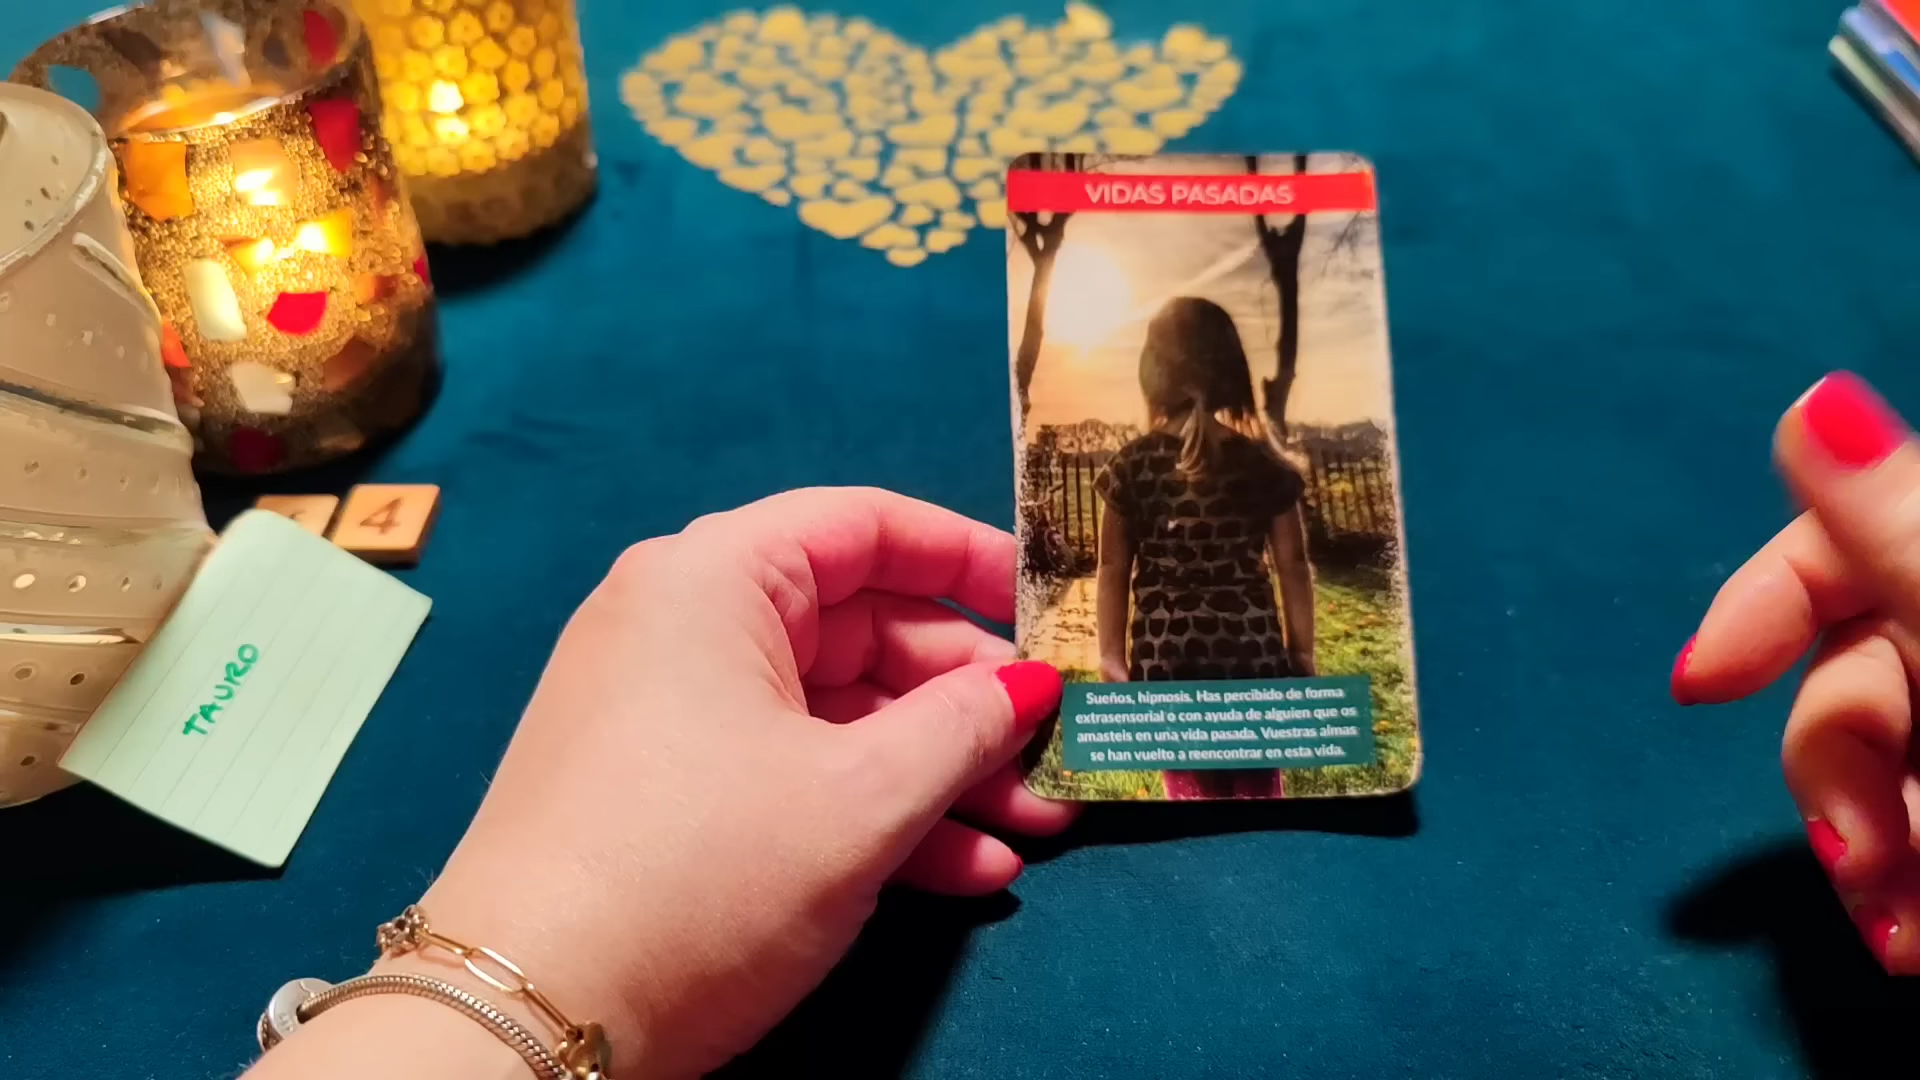 VIDAS PASADAS
Sueños, hipnosis. Has percibido de forma
extrasensorial o con ayuda de alguien que os
amasteis en una vida pasada. Vuestras almas
se han vuelto a reencontrar en esta vida.
4
TAURO